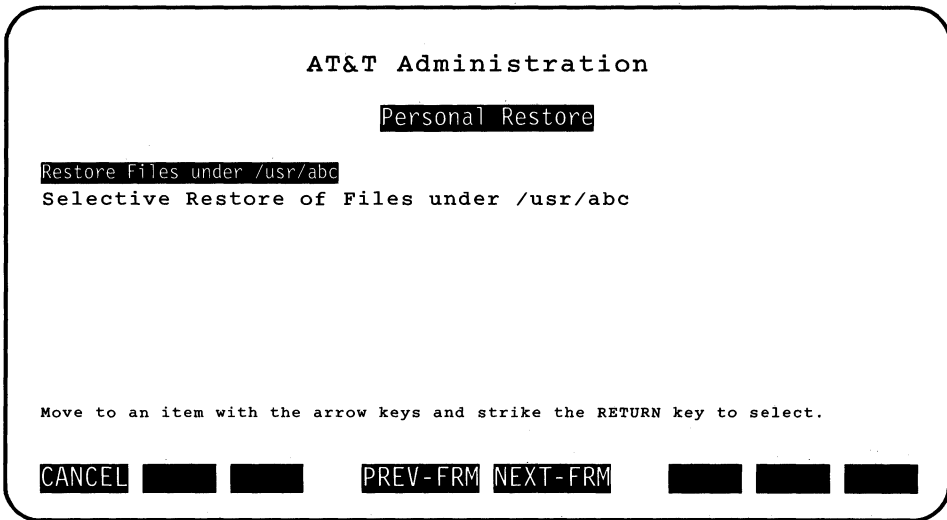 AT&T Administration
Personal Restore
Restore Files under /usr/abc
Selective Restore of Files under /usr/abc
Move to an item with the arrow keys and strike the RETURN key to select.
CANCEL PREV-FRM NEXT-FRM